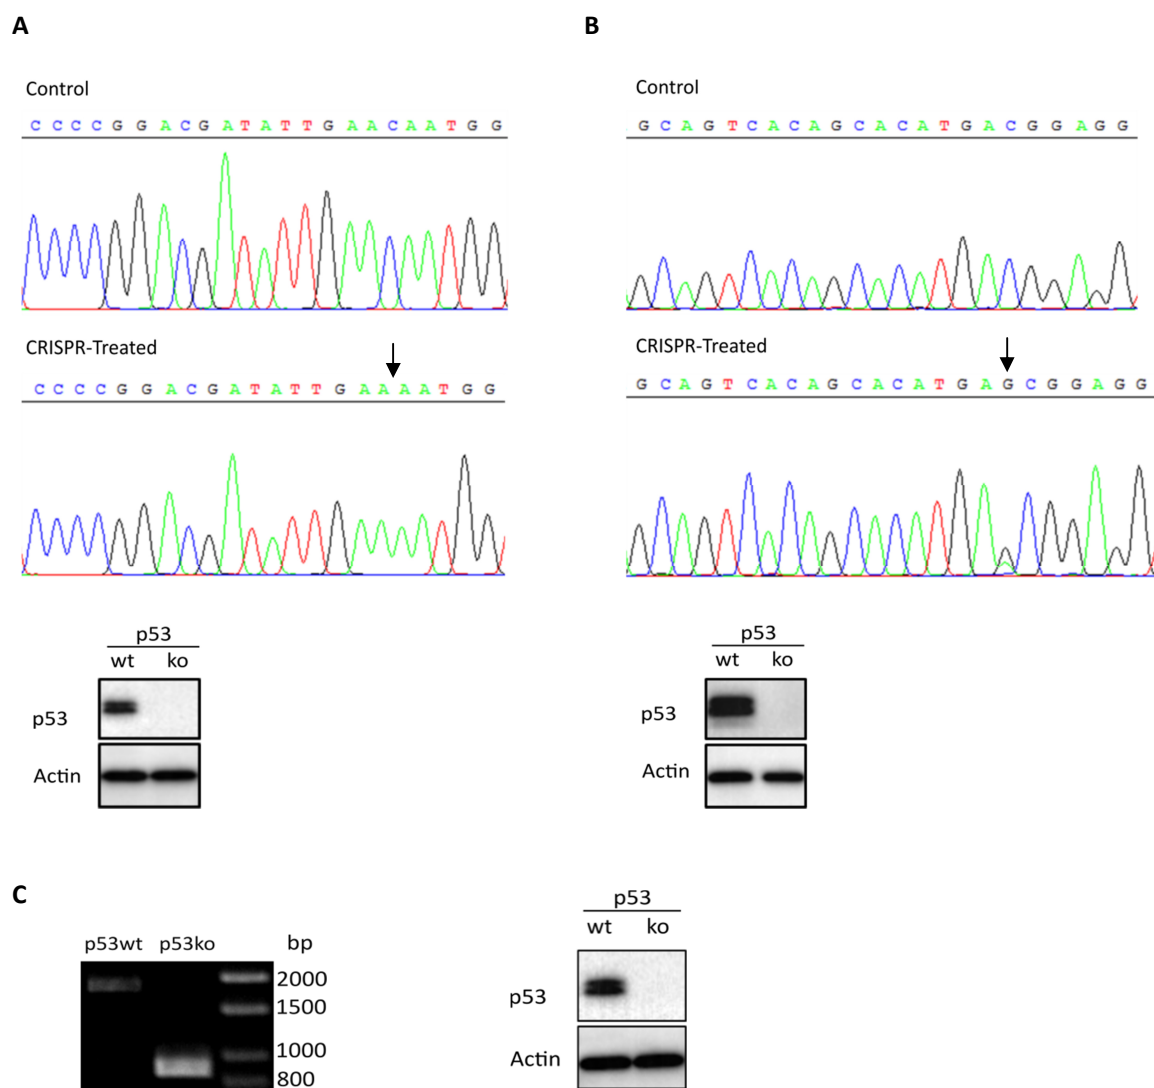 A
Control
C C C C G G A C G A T A T T G A A C A A T G G
CRISPR-Treated
C C C C G G A C G A T A T T G A A A A T G G
p53
wt ko
p53
Actin
B
Control
G C A G T C A C A G C A C A T G A C G G A G G
CRISPR-Treated
G C A G T C A C A G C A C A T G A G C G G A G G
p53
wt ko
p53
Actin
C
p53wt p53ko bp
2000
1500
1000
800
p53
wt ko
p53
Actin